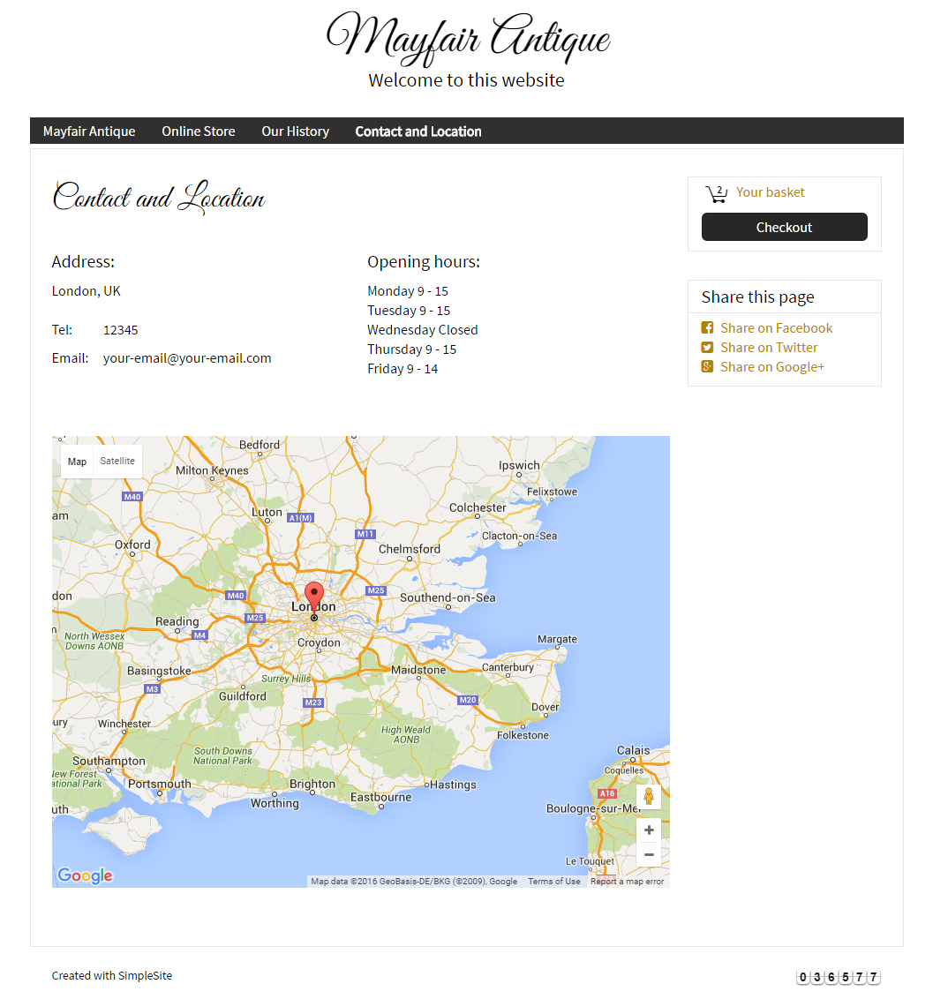 Mayfair Antique
Welcome to this website
Mayfair Antique Online Store Our History Contact and Location
Contact and Location
Address:
London, UK
Tel: 12345
Email: your-email@your-email.com
Opening hours:
Monday 9 - 15
Tuesday 9 - 15
Wednesday Closed
Thursday 9 - 15
Friday 9 - 14
2 Your basket
Checkout
Share this page
Share on Facebook
Share on Twitter
Share on Google+
Map Satellite
Bedford
Milton Keynes
Ipswich
Felixstowe
M40
Colchester
am
Luton
A1(M)
M11
Clacton-on-Sea
Oxford
Chelmsford
M25
M40
don
Southend-on-Sea
London
M25
Reading
n
M4
North Wessex
Downs AONB
Margate
Croydon
Basingstoke
Maidstone
Canterbury
Surrey Hills
M3
Guildford
M23
M20
Dover
ury
Winchester
High Weald
AONB
Folkestone
South Downs
National Park
Calais
Southampton
Coquelles
New Forest
ational Park
Portsmouth
Brighton
Hastings
A16
Eastbourne
Worthing
uth
Boulogne-sur-Mer
+
−
Le Touquet
Google
Map data ©2016 GeoBasis-DE/BKG (©2009), Google Terms of Use Report a map error
Created with SimpleSite
036577